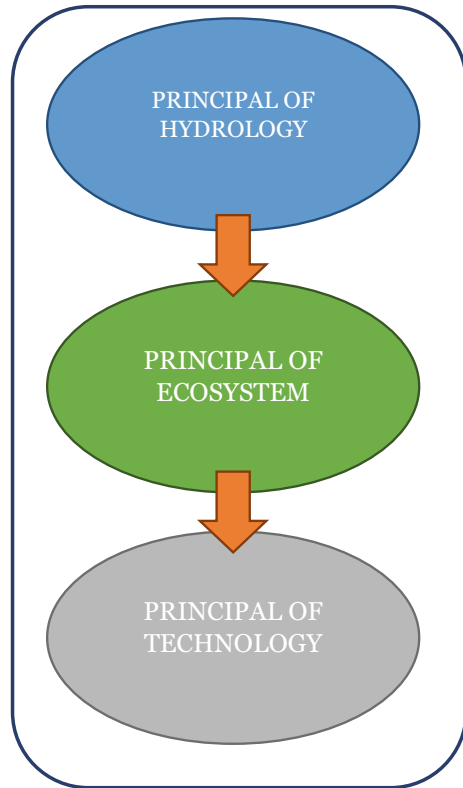 PRINCIPAL OF
HYDROLOGY
PRINCIPAL OF
ECOSYSTEM
PRINCIPAL OF
TECHNOLOGY